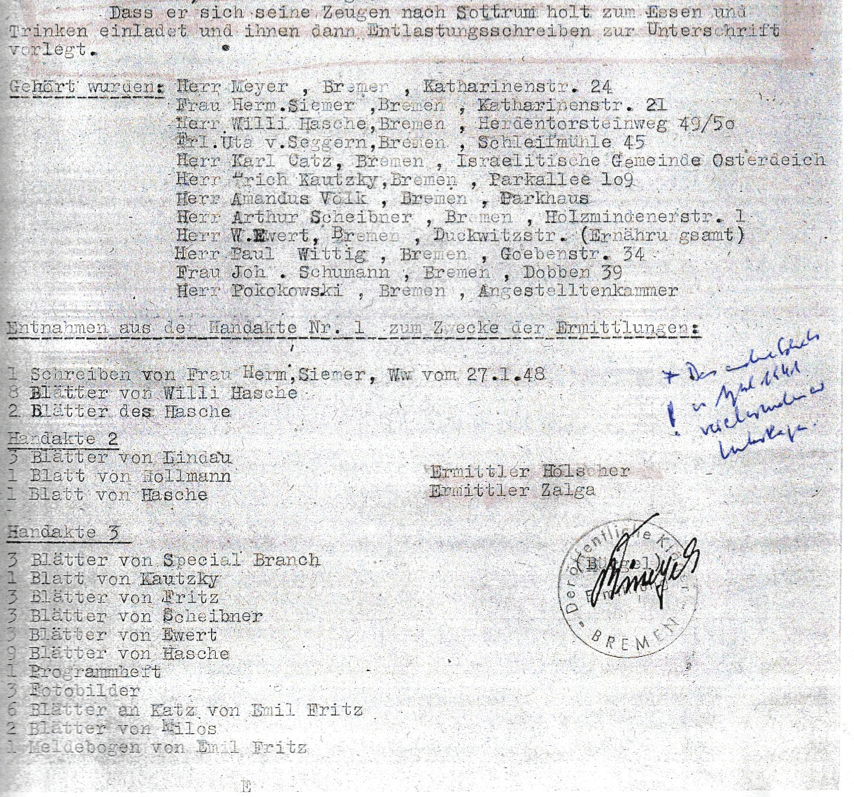 Dass er sich seine Zeugen nach Sottrum holt zum Essen und
Trinken einladet und ihnen dann Entlastungsschreiben zur Unterschrift
vorlegt.
Gehört wurden: Herr Meyer , Bremer , Katharinenstr. 24
Frau Herm.Siemer ,Bremen , Katharinenstr. 21
Herr Willi Hasche,Bremen , Herdentorsteinweg 49/5o
Frl.Uta v.Seggern,Bremen , Schleifmühle 45
Herr Karl Catz, Bremen , Israelitische Gemeinde Osterdeich
Herr Erich Kautzky,Bremen , Parkallee 1o9
Herr Amandus Volk , Bremen , Parkhaus
Herr Arthur Scheibner , Bremen , Holzmindenerstr. 1
Herr W.Ewert, Bremen , Duckwitzstr. (Ernähru gsamt)
Herr Paul Wittig , Bremen , Goebenstr. 34
Frau Joh . Schumann , Bremen , Dobben 39
Herr Pokokowski , Bremen , Angestelltenkammer
Entnahmen aus der Handakte Nr. 1 zum Zwecke der Ermittlungen:
1 Schreiben von Frau Herm,Siemer, Ww vom 27.1.48
8 Blätter von Willi Hasche
2 Blätter des Hasche
Handakte 2
3 Blätter von Lindau
1 Blatt von Hollmann
1 Blatt von Hasche
Ermittler Hölscher
Ermittler Zalga
Handakte 3
3 Blätter von Special Branch
1 Blatt von Kautzky
3 Blätter von Fritz
3 Blätter von Scheibner
3 Blätter von Ewert
9 Blätter von Hasche
1 Programmheft
3 Fotobilder
6 Blätter an Katz von Emil Fritz
2 Blätter von Milos
1 Meldebogen von Emil Fritz
Der öffentliche
BREMEN
E